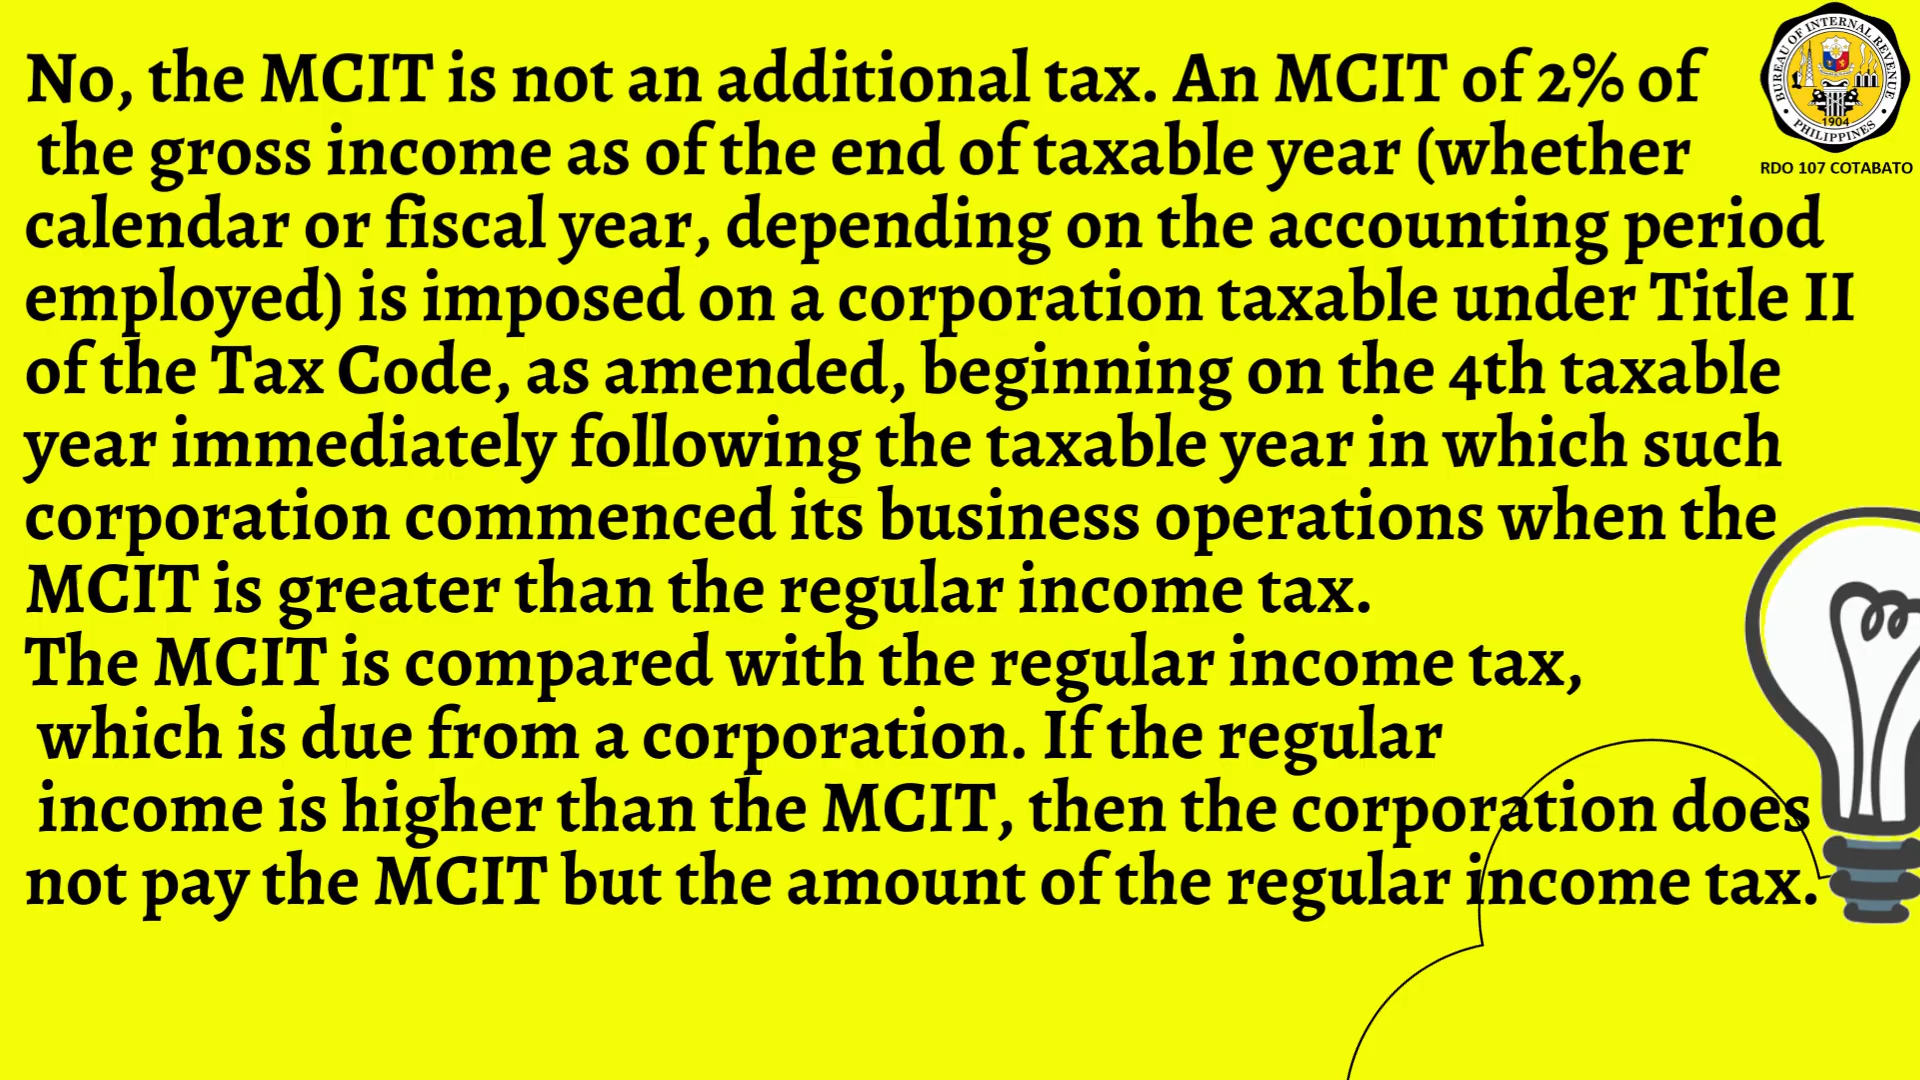 No, the MCIT is not an additional tax. An MCIT of 2% of
the gross income as of the end of taxable year (whether
calendar or fiscal year, depending on the accounting period
employed) is imposed on a corporation taxable under Title II
of the Tax Code, as amended, beginning on the 4th taxable
year immediately following the taxable year in which such
corporation commenced its business operations when the
MCIT is greater than the regular income tax.
The MCIT is compared with the regular income tax,
which is due from a corporation. If the regular
income is higher than the MCIT, then the corporation does
not pay the MCIT but the amount of the regular income tax.
BUREAU OF INTERNAL REVENUE
1904
PHILIPPINES
RDO 107 COTABATO